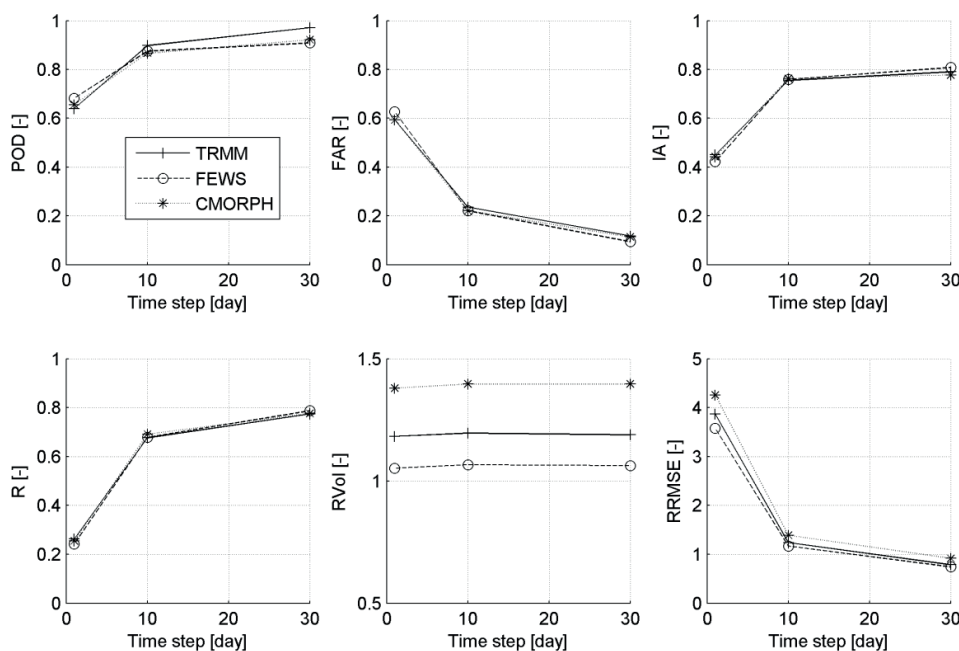 1
0.8
0.6
0.4
0.2
0
POD [-]
TRMM
FEWS
CMORPH
0 10 20 30
Time step [day]
1
0.8
0.6
0.4
0.2
0
FAR [-]
0 10 20 30
Time step [day]
1
0.8
0.6
0.4
0.2
0
IA [-]
0 10 20 30
Time step [day]
1
0.8
0.6
0.4
0.2
0
R [-]
0 10 20 30
Time step [day]
1.5
1
0.5
RVol [-]
0 10 20 30
Time step [day]
5
4
3
2
1
0
RRMSE [-]
0 10 20 30
Time step [day]